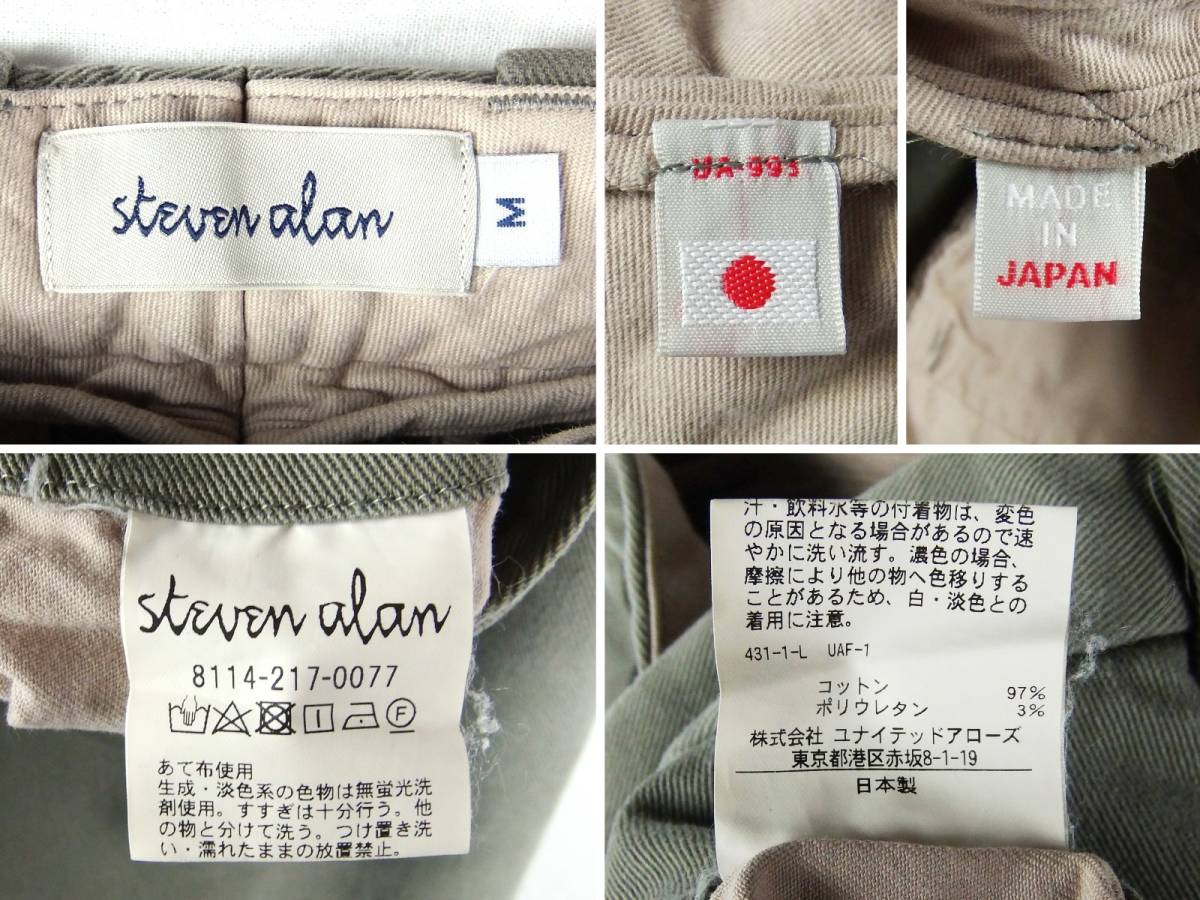 steven alan
M
UA-993
MADE
IN
JAPAN
steven alan
8114-217-0077
F
あて布使用
生成・淡色系の色物は無蛍光洗
剤使用。すすぎは十分行う。他
の物と分けて洗う。つけ置き洗
い・濡れたままの放置禁止。
汁・飲料水等の付着物は、変色
の原因となる場合があるので速
やかに洗い流す。濃色の場合、
摩擦により他の物へ色移りする
ことがあるため、白・淡色との
着用に注意。
431-1-L UAF-1
コットン 97%
ポリウレタン 3%
株式会社 ユナイテッドアローズ
東京都港区赤坂8-1-19
日本製